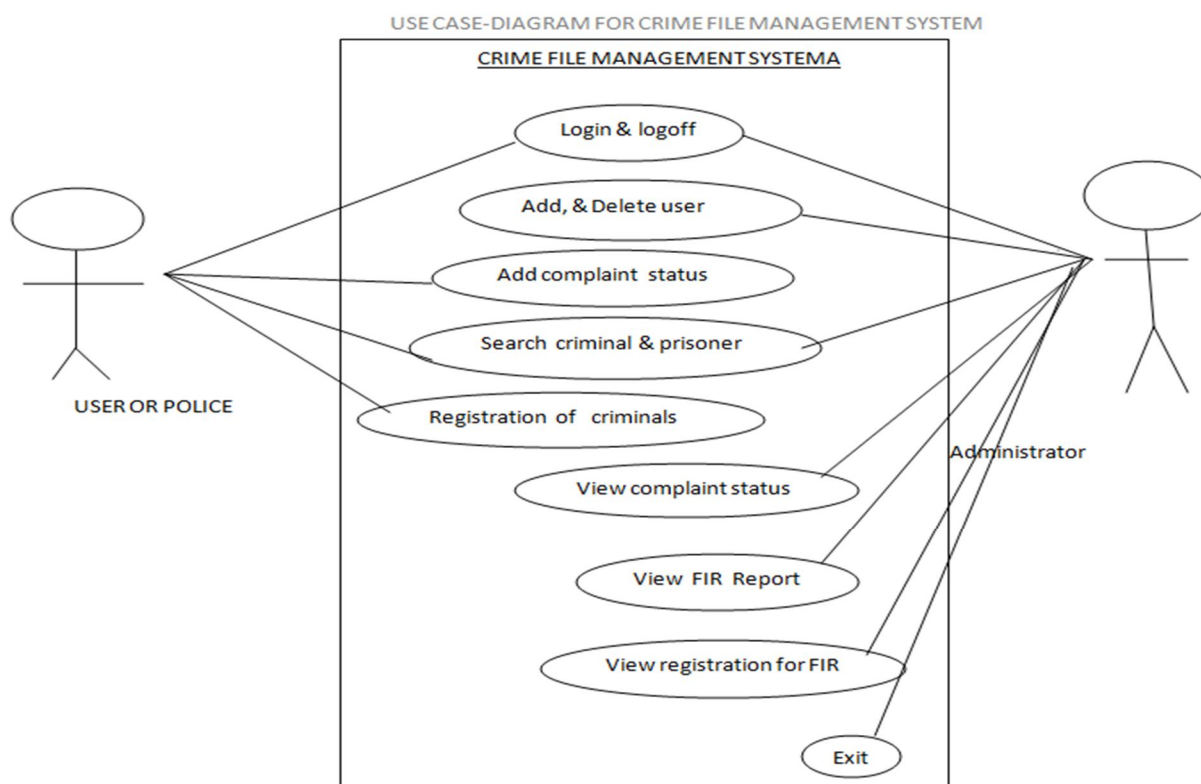 USE CASE-DIAGRAM FOR CRIME FILE MANAGEMENT SYSTEM
CRIME FILE MANAGEMENT SYSTEMA
Login & logoff
Add, & Delete user
Add complaint status
Search criminal & prisoner
USER OR POLICE
Registration of criminals
Administrator
View complaint status
View FIR Report
View registration for FIR
Exit